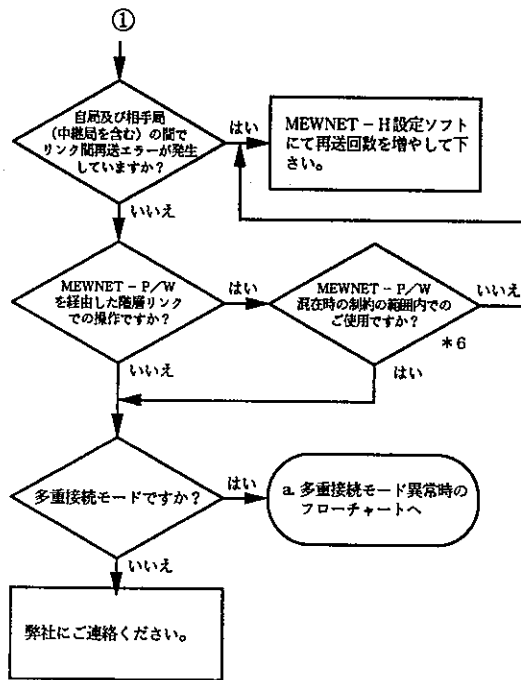 ①
自局及び相手局
(中継局を含む)の間で
リンク間再送エラーが発生
していますか？
はい
MEWNET－H設定ソフト
にて再送回数を増やして下
さい。
いいえ
MEWNET－P／W
を経由した階層リンク
での操作ですか？
はい
MEWNET－P／W
混在時の制約の範囲内での
ご使用ですか？
いいえ
＊6
いいえ
はい
多重接続モードですか？
はい
a. 多重接続モード異常時の
フローチャートへ
いいえ
弊社にご連絡ください。